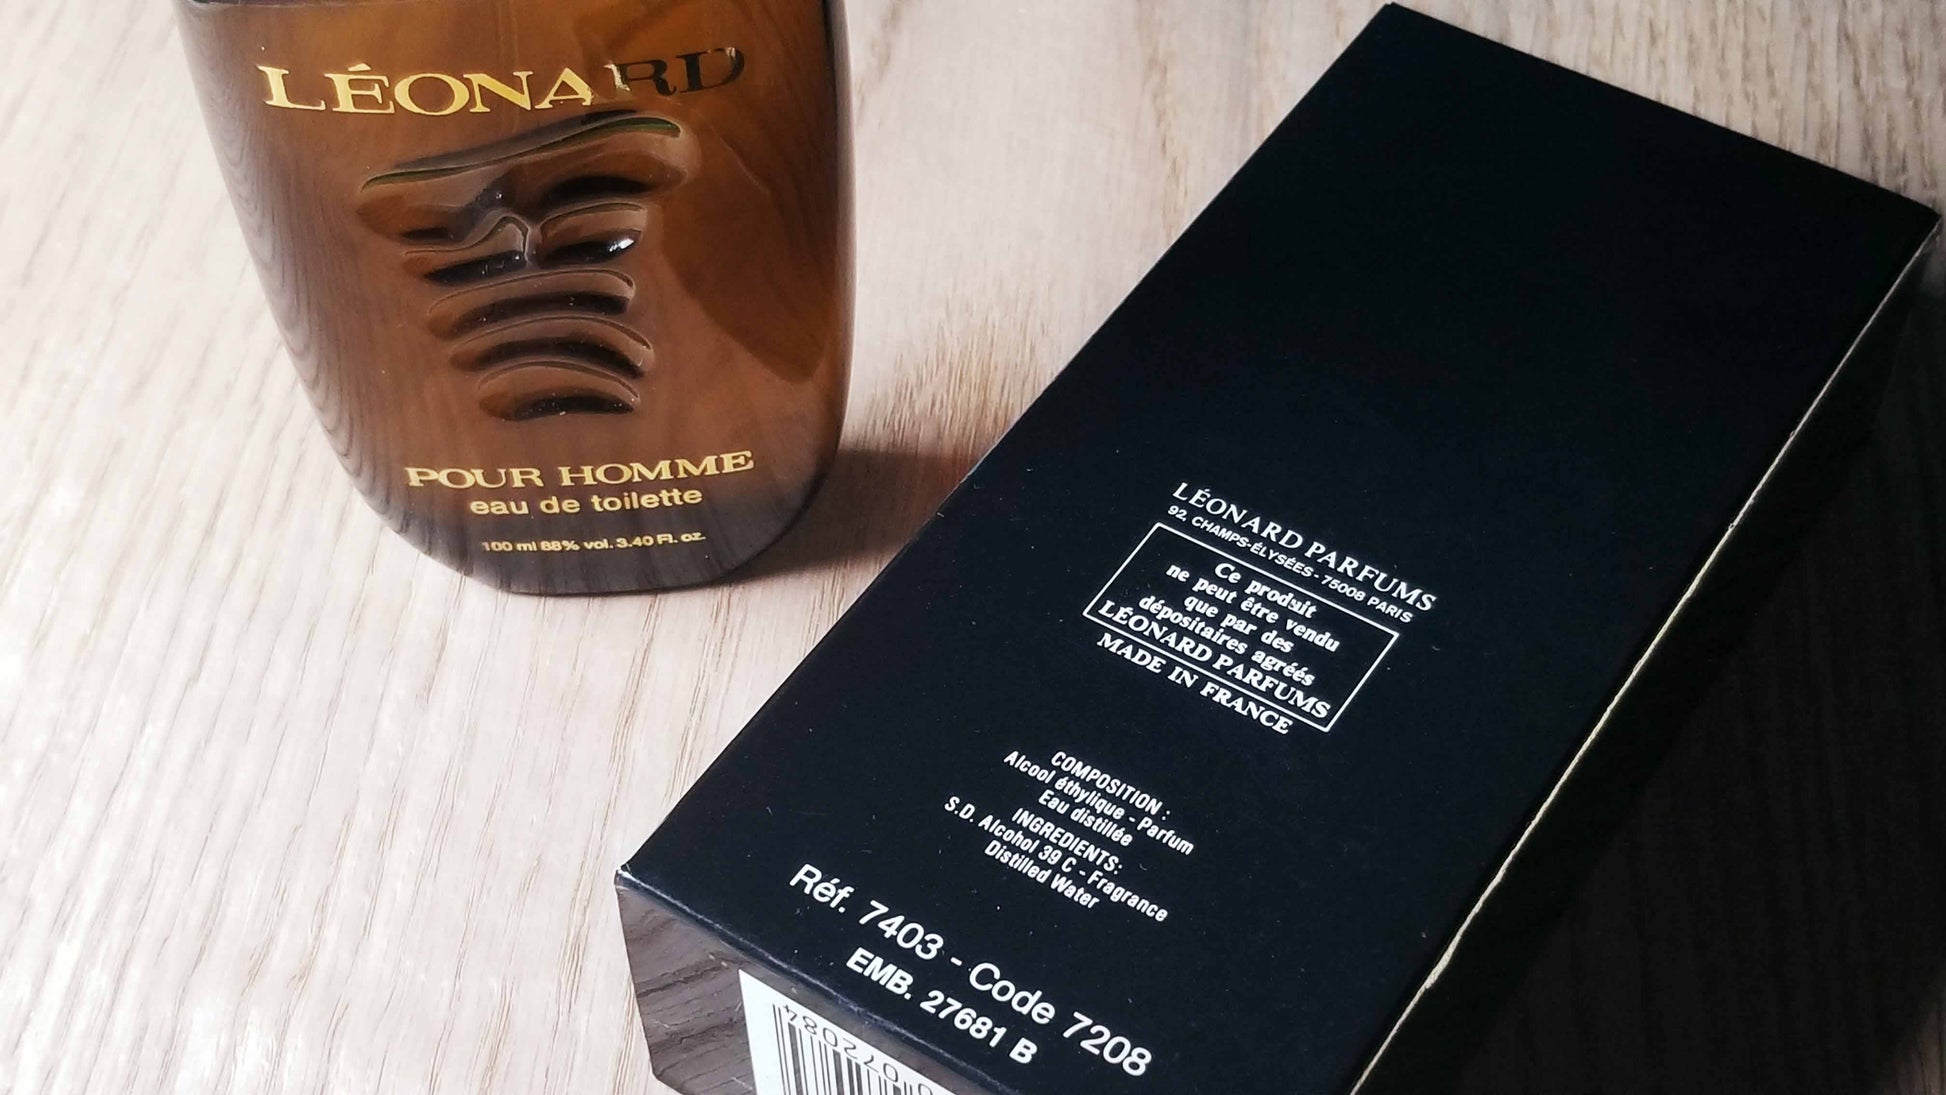 LÉONARD
POUR HOMME
eau de toilette
100 ml 88% vol. 3.40 Fl. oz.
LÉONARD PARFUMS
92, CHAMPS-ÉLYSÉES - 75008 PARIS
Ce produit
ne peut être vendu
que par des
dépositaires agréés
LÉONARD PARFUMS
MADE IN FRANCE
COMPOSITION :
Alcool éthylique - Parfum
Eau distillée
INGREDIENTS:
S.D. Alcohol 39 C - Fragrance
Distilled Water
Réf. 7403 - Code 7208
EMB. 27681 B